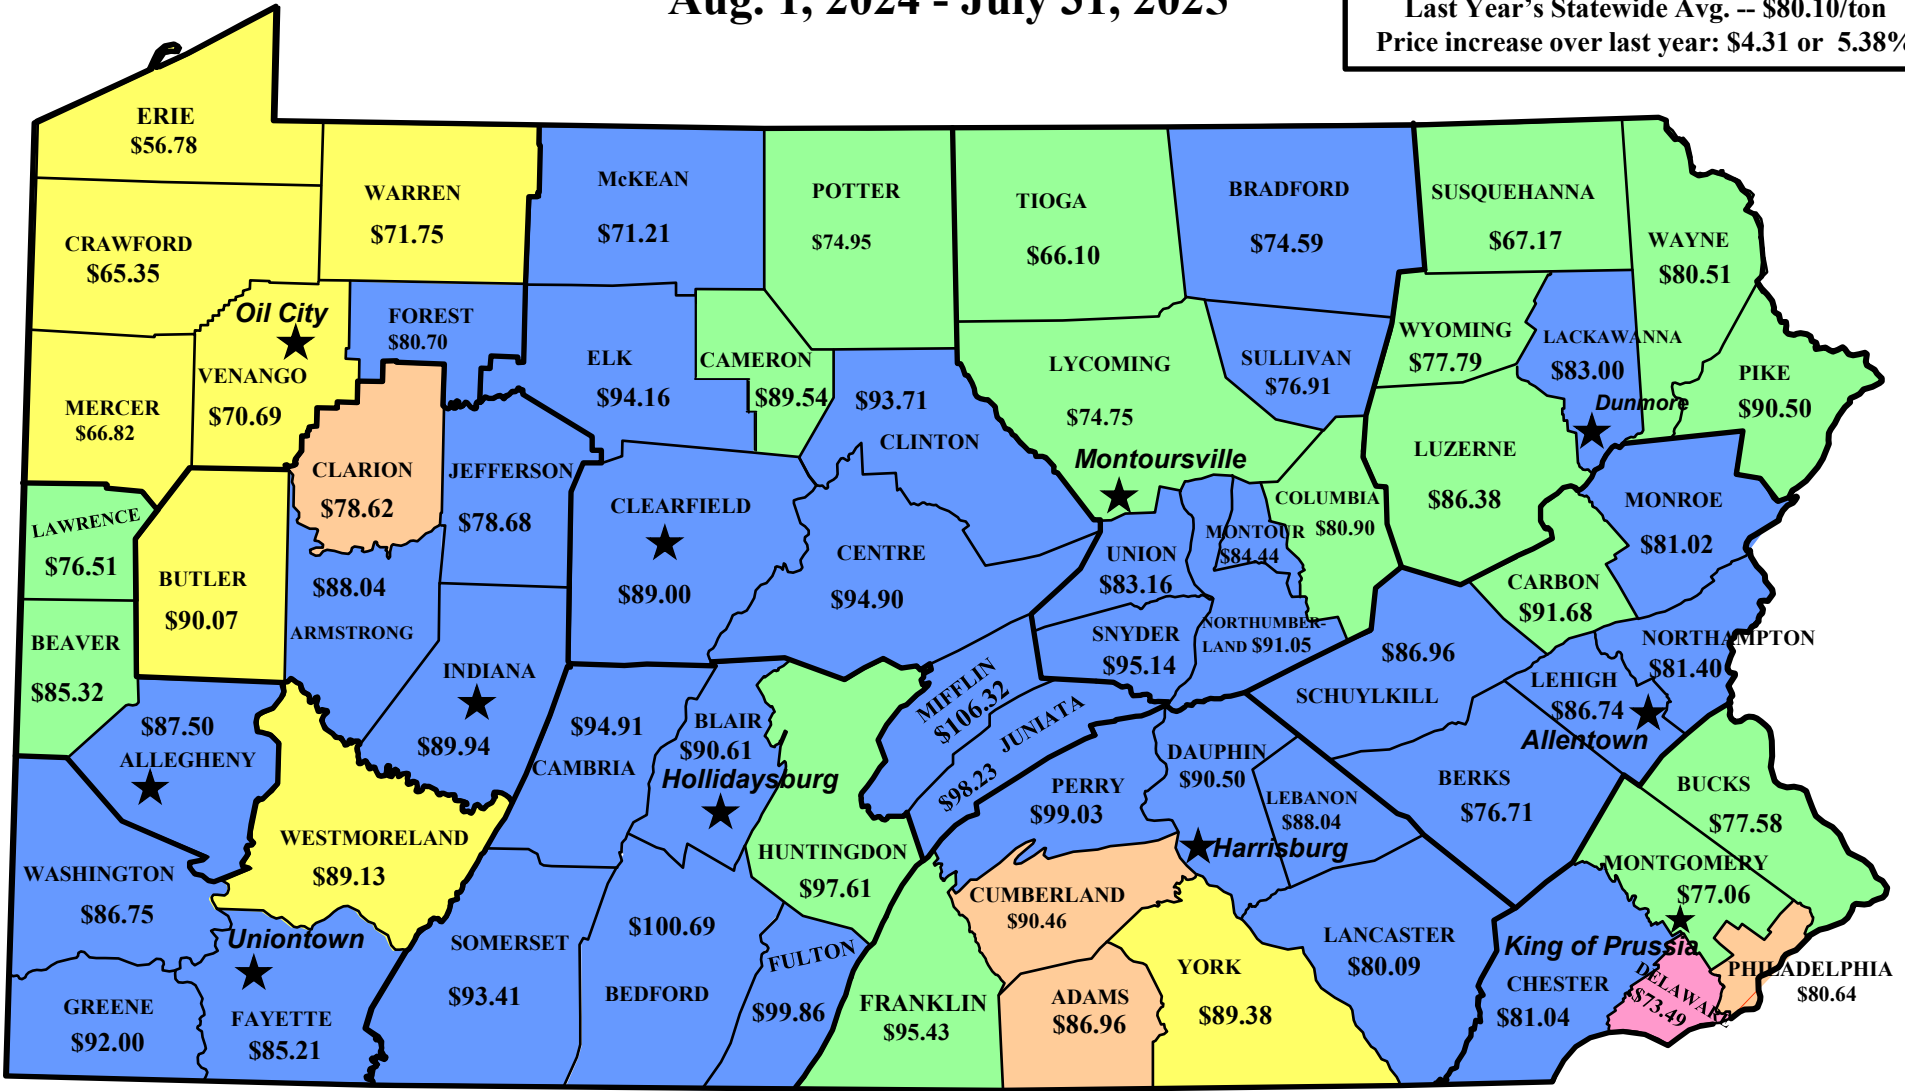 Aug. 1, 2024 - July 31, 2025
Last Year’s Statewide Avg. -- $80.10/ton
Price increase over last year: $4.31 or 5.38%
ERIE
$56.78
WARREN
$71.75
McKEAN
$71.21
POTTER
$74.95
TIOGA
$66.10
BRADFORD
$74.59
SUSQUEHANNA
$67.17
WAYNE
$80.51
CRAWFORD
$65.35
Oil City
FOREST
$80.70
ELK
$94.16
CAMERON
$89.54
$93.71
CLINTON
LYCOMING
$74.75
Montoursville
SULLIVAN
$76.91
WYOMING
$77.79
LACKAWANNA
$83.00
Dunmore
PIKE
$90.50
MERCER
$66.82
VENANGO
$70.69
CLARION
$78.62
JEFFERSON
$78.68
CLEARFIELD
$89.00
CENTRE
$94.90
UNION
$83.16
MONTOUR
$84.44
COLUMBIA
$80.90
LUZERNE
$86.38
MONROE
$81.02
CARBON
$91.68
LAWRENCE
$76.51
BUTLER
$90.07
$88.04
ARMSTRONG
BEAVER
$85.32
INDIANA
$89.94
SNYDER
$95.14
NORTHUMBER-
LAND $91.05
$86.96
SCHUYLKILL
NORTHAMPTON
$81.40
LEHIGH
$86.74
Allentown
$87.50
ALLEGHENY
$94.91
CAMBRIA
BLAIR
$90.61
Hollidaysburg
MIFFLIN
$106.32
JUNIATA
$98.23
PERRY
$99.03
DAUPHIN
$90.50
LEBANON
$88.04
Harrisburg
BERKS
$76.71
BUCKS
$77.58
WESTMORELAND
$89.13
HUNTINGDON
$97.61
CUMBERLAND
$90.46
MONTGOMERY
$77.06
King of Prussia
WASHINGTON
$86.75
Uniontown
SOMERSET
$93.41
$100.69
BEDFORD
FULTON
$99.86
FRANKLIN
$95.43
ADAMS
$86.96
YORK
$89.38
LANCASTER
$80.09
CHESTER
$81.04
DELAWARE
$73.49
PHILADELPHIA
$80.64
GREENE
$92.00
FAYETTE
$85.21